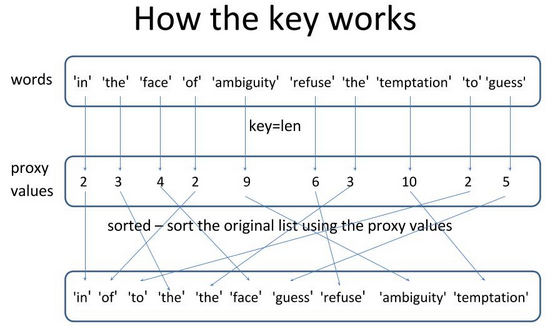 How the key works
words
'in' 'the' 'face' 'of' 'ambiguity' 'refuse' 'the' 'temptation' 'to' 'guess'
key=len
proxy
values
2 3 4 2 9 6 3 10 2 5
sorted – sort the original list using the proxy values
'in' 'of' 'to' 'the' 'the' 'face' 'guess' 'refuse' 'ambiguity' 'temptation'